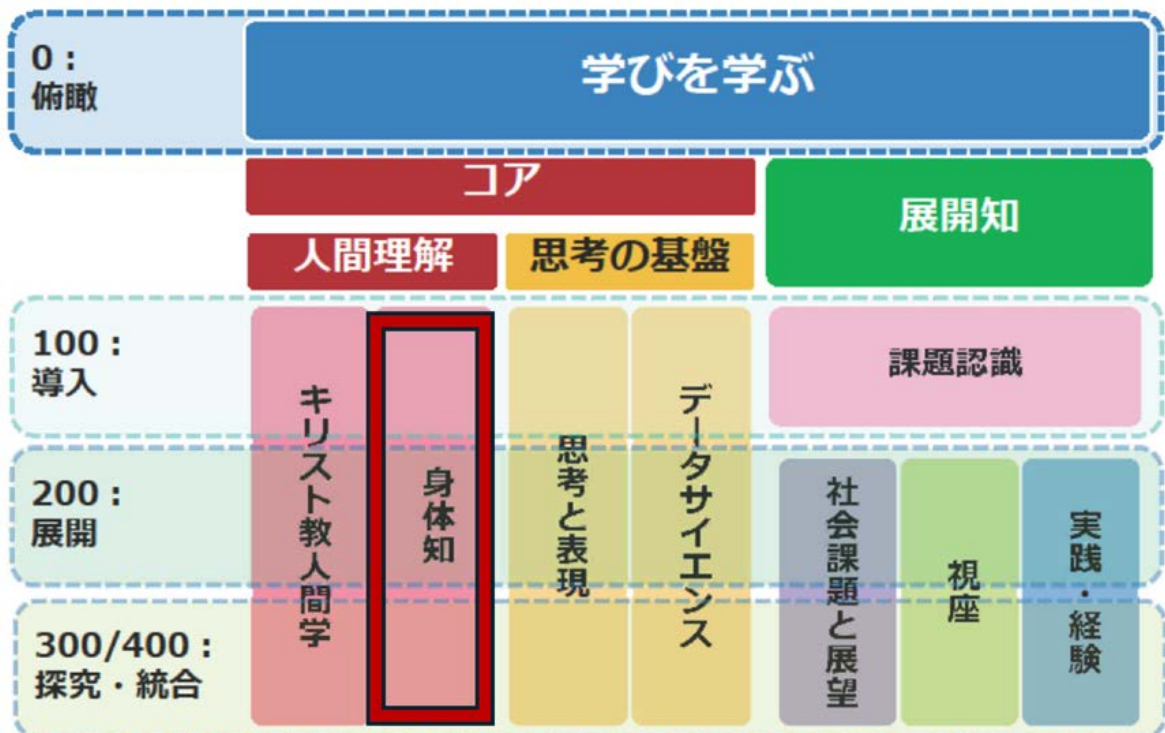 0：
俯瞰
学びを学ぶ
コア
展開知
人間理解
思考の基盤
100：
導入
200：
展開
300/400：
探究・統合
キリスト教人間学
身体知
思考と表現
データサイエンス
課題認識
社会課題と展望
視座
実践・経験